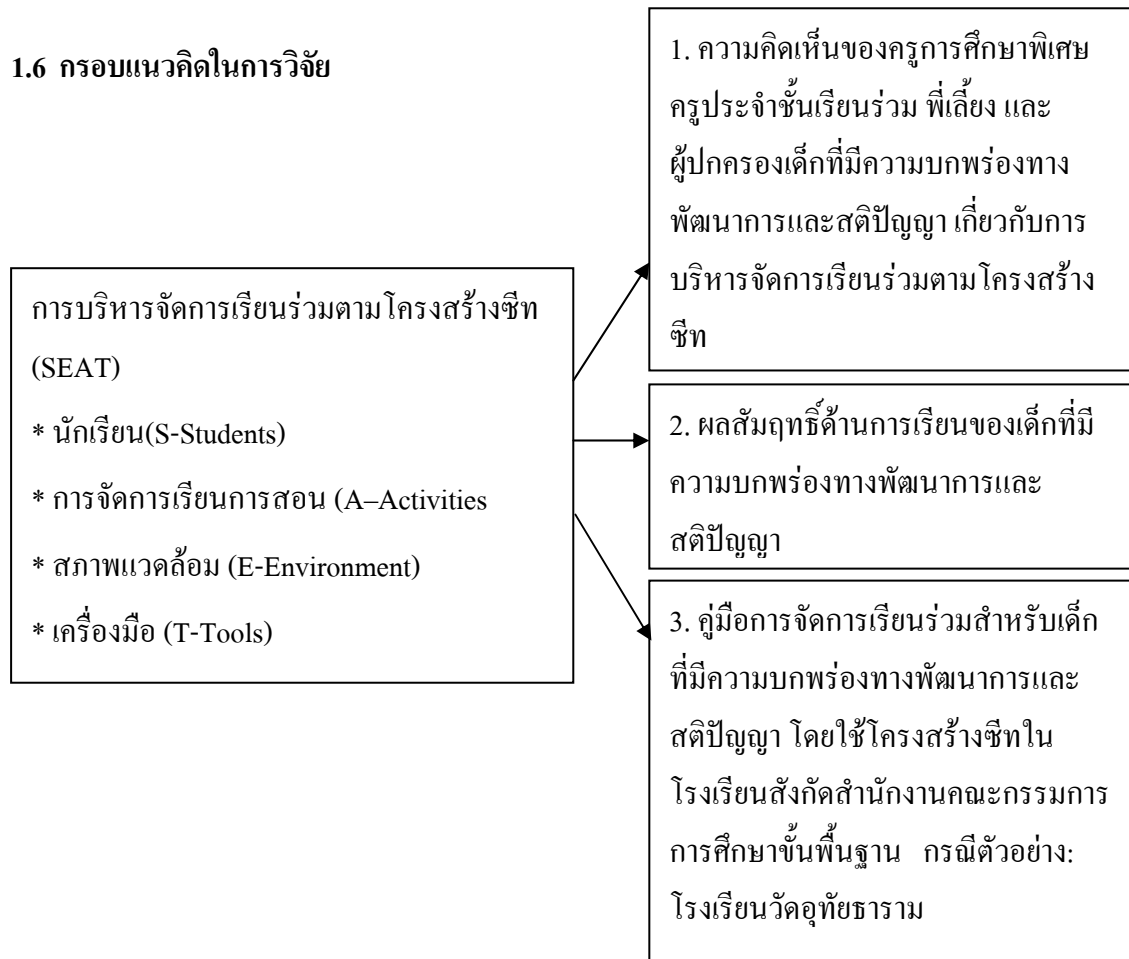 1.6 กรอบแนวคิดในการวิจัย
การบริหารจัดการเรียนร่วมตามโครงสร้างซีท
(SEAT)
* นักเรียน(S-Students)
* การจัดการเรียนการสอน (A–Activities
* สภาพแวดล้อม (E-Environment)
* เครื่องมือ (T-Tools)
1. ความคิดเห็นของครูการศึกษาพิเศษ
ครูประจำชั้นเรียนร่วม พี่เลี้ยง และ
ผู้ปกครองเด็กที่มีความบกพร่องทาง
พัฒนาการและสติปัญญา เกี่ยวกับการ
บริหารจัดการเรียนร่วมตามโครงสร้าง
ซีท
2. ผลสัมฤทธิ์ด้านการเรียนของเด็กที่มี
ความบกพร่องทางพัฒนาการและ
สติปัญญา
3. คู่มือการจัดการเรียนร่วมสำหรับเด็ก
ที่มีความบกพร่องทางพัฒนาการและ
สติปัญญา โดยใช้โครงสร้างซีทใน
โรงเรียนสังกัดสำนักงานคณะกรรมการ
การศึกษาขั้นพื้นฐาน กรณีตัวอย่าง:
โรงเรียนวัดอุทัยธาราม